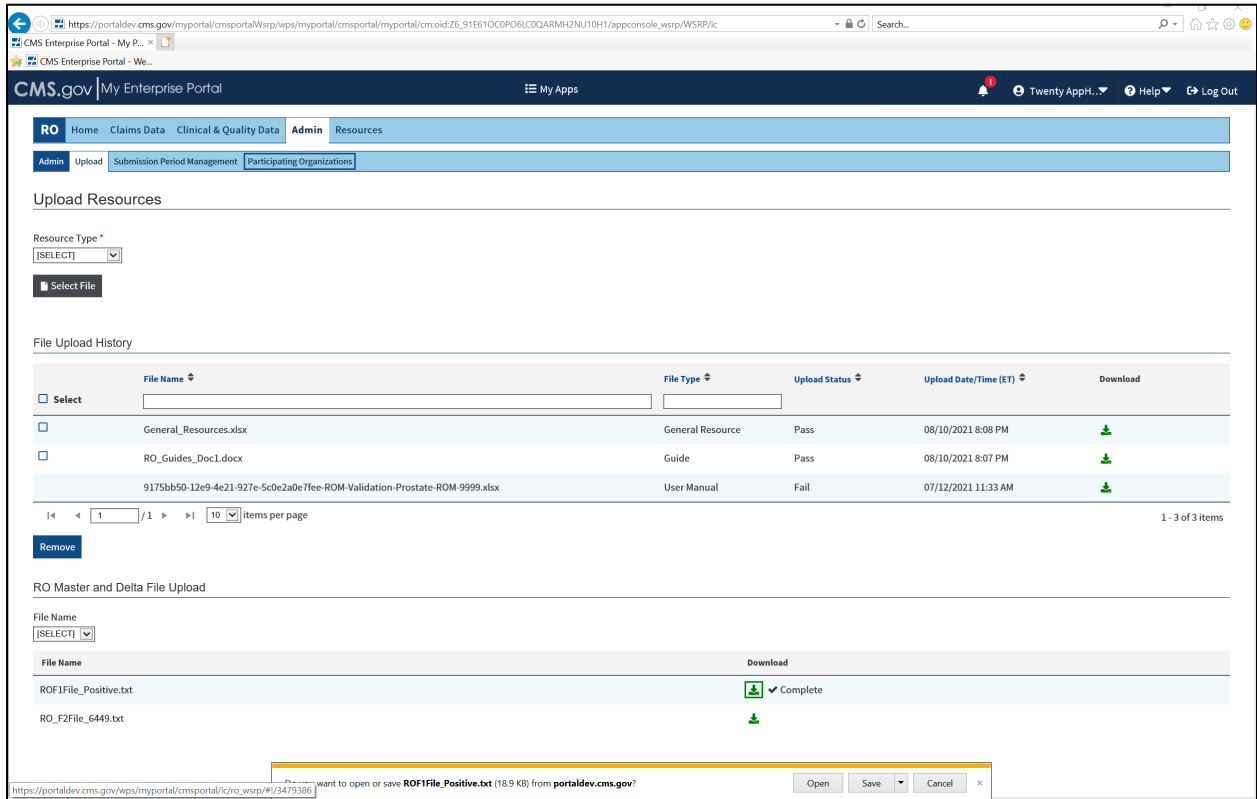 https://portaldev.cms.gov/myportal/cmsportalWsrp/wps/myportal/cmsportal/myportal/cm:oid:Z6_91E61OC0PO6LC0QARMH2NU10H1/appconsole_wsrp/WSRP/ic Search...
CMS Enterprise Portal - My P...
CMS Enterprise Portal - We...
CMS.gov My Enterprise Portal My Apps ! Twenty AppH... Help Log Out
RO Home Claims Data Clinical & Quality Data Admin Resources
Admin Upload Submission Period Management Participating Organizations
Upload Resources
Resource Type *
[SELECT]
Select File
File Upload History
File Name File Type Upload Status Upload Date/Time (ET) Download
Select
General_Resources.xlsx General Resource Pass 08/10/2021 8:08 PM
RO_Guides_Doc1.docx Guide Pass 08/10/2021 8:07 PM
9175bb50-12e9-4e21-927e-5c0e2a0e7fee-ROM-Validation-Prostate-ROM-9999.xlsx User Manual Fail 07/12/2021 11:33 AM
1 / 1 10 items per page 1 - 3 of 3 items
Remove
RO Master and Delta File Upload
File Name
[SELECT]
File Name Download
ROF1File_Positive.txt Complete
RO_F2File_6449.txt
want to open or save ROF1File_Positive.txt (18.9 KB) from portaldev.cms.gov? Open Save Cancel
https://portaldev.cms.gov/wps/myportal/cmsportal/ic/ro_wsrp/#!/3479386